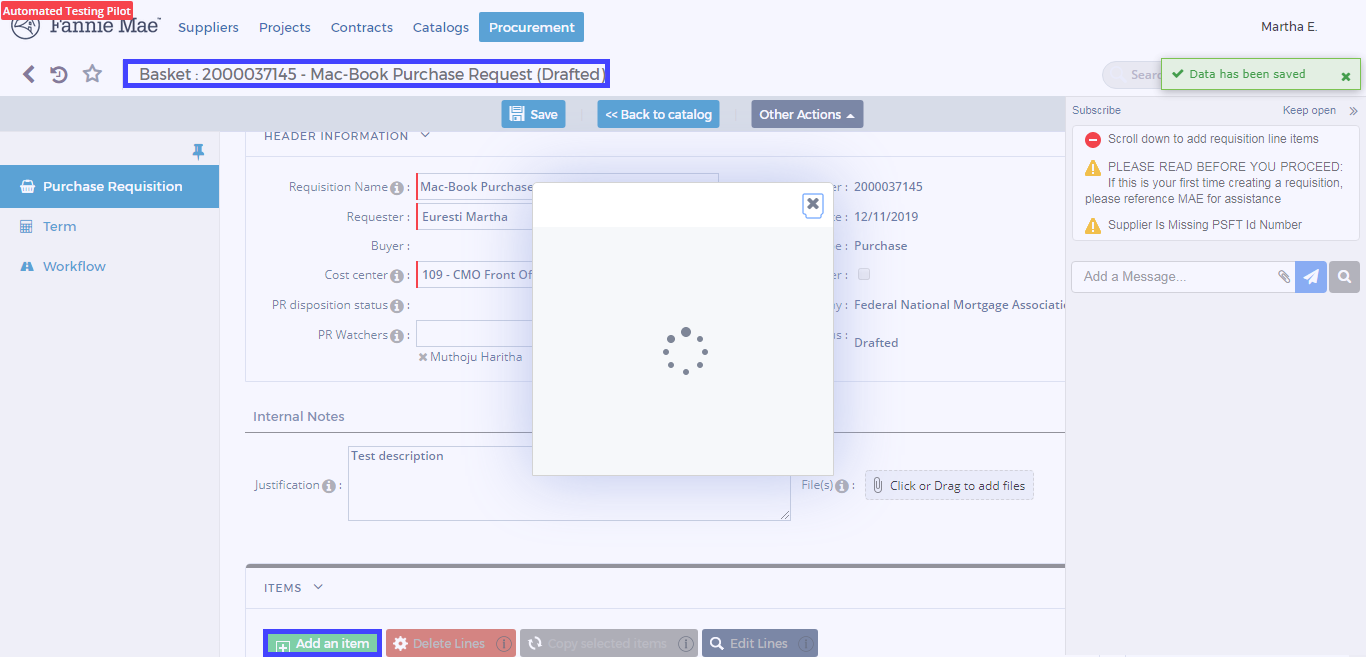 Automated Testing Pilot
Fannie Mae
Suppliers Projects Contracts Catalogs Procurement
Martha E.
Basket : 2000037145 - Mac-Book Purchase Request (Drafted)
Searc
Data has been saved
Save << Back to catalog Other Actions
Subscribe Keep open
HEADER INFORMATION
Scroll down to add requisition line items
PLEASE READ BEFORE YOU PROCEED:
If this is your first time creating a requisition,
please reference MAE for assistance
Supplier Is Missing PSFT Id Number
Add a Message...
Purchase Requisition
Term
Workflow
Requisition Name : Mac-Book Purchase
er : 2000037145
Requester : Euresti Martha
te : 12/11/2019
Buyer :
e : Purchase
Cost center : 109 - CMO Front Of
er :
PR disposition status :
ny : Federal National Mortgage Associatio
PR Watchers :
us : Drafted
Muthoju Haritha
Internal Notes
Justification : Test description
File(s) : Click or Drag to add files
ITEMS
Add an item Delete Lines Copy selected items Edit Lines